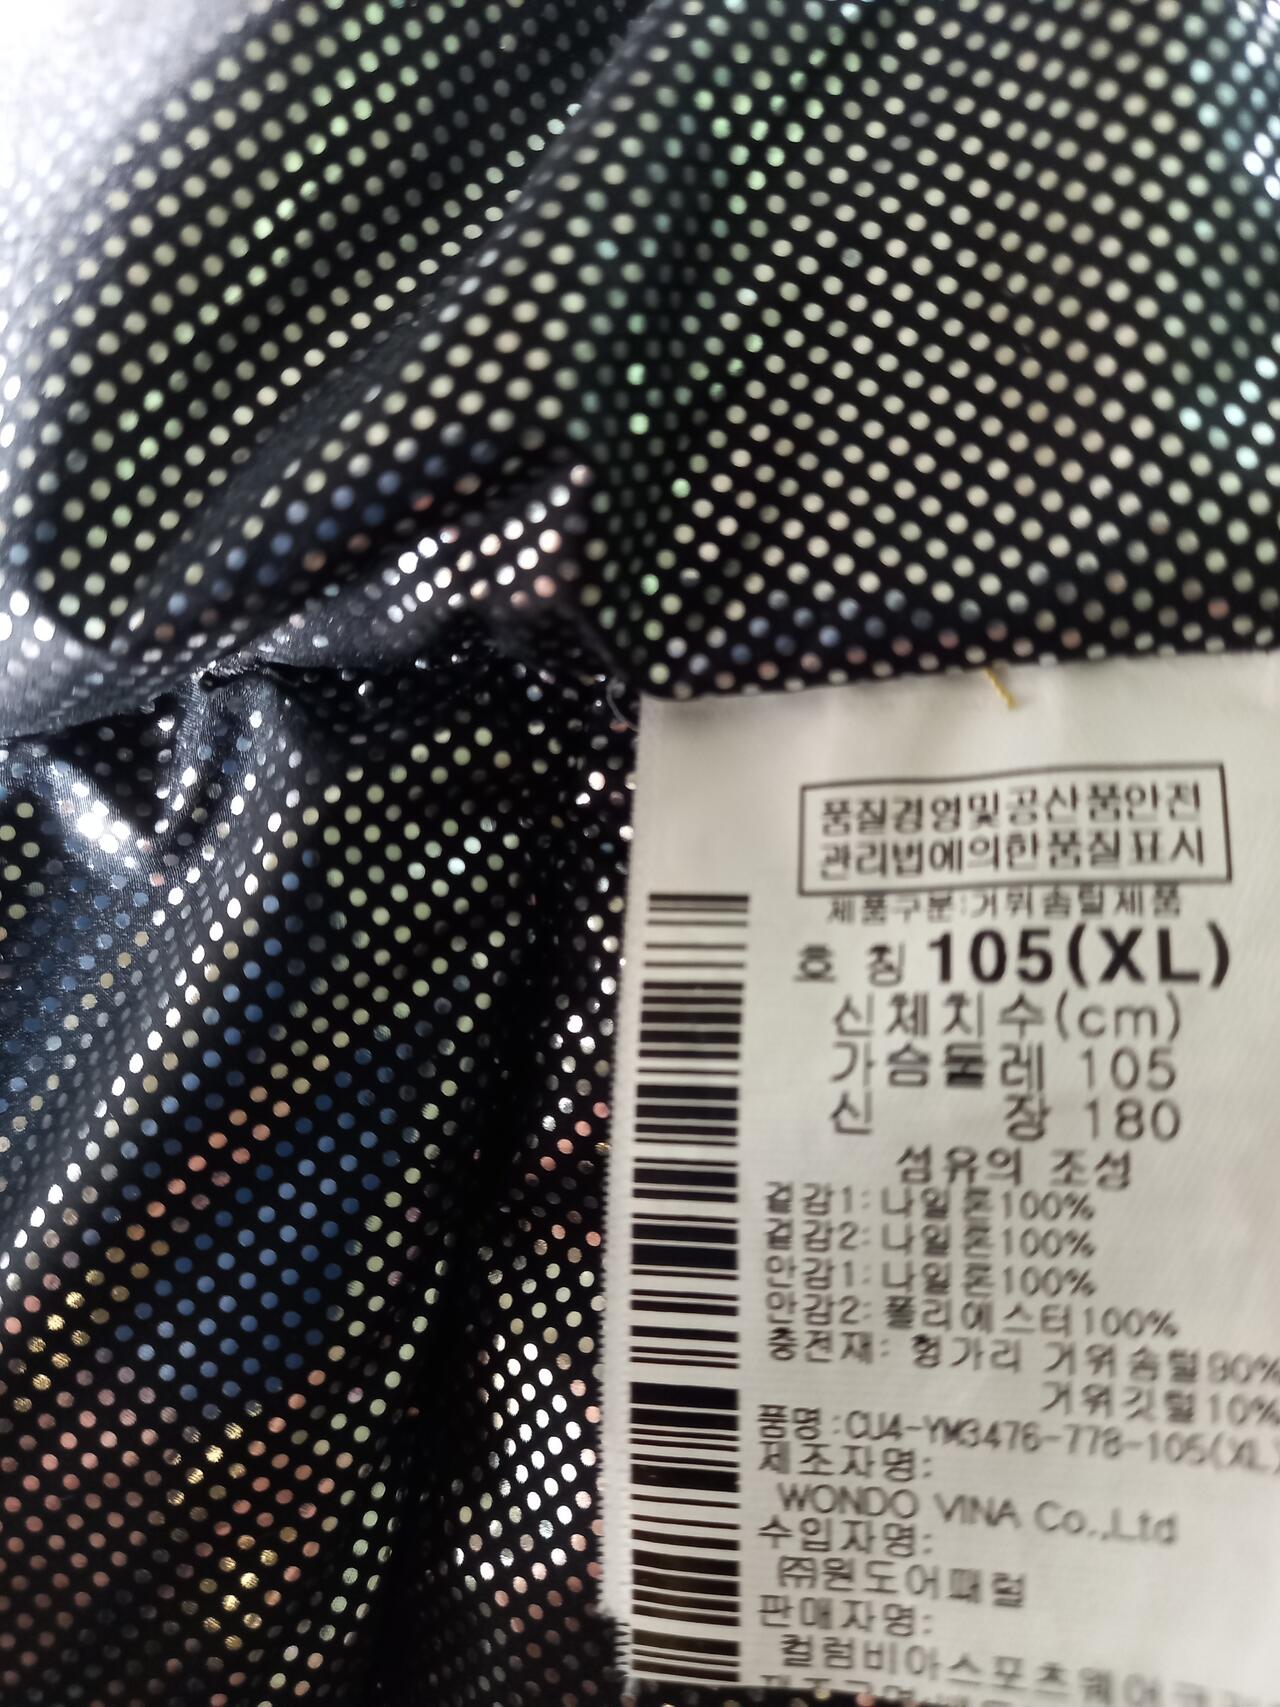 품질경영및공산품안전
관리법에의한품질표시
제품구분:거위솜털제품
호 칭 105(XL)
신체치수(cm)
가슴둘레 105
신 장 180
섬유의 조성
겉감1: 나일론100%
겉감2: 나일론100%
안감1: 나일론100%
안감2: 폴리에스터100%
충전재: 헝가리 거위솜털90%
거위깃털10%
품명:CU4-YM3476-778-105(XL)
제조자명:
WONDO VINA Co.,Ltd
수입자명:
㈜원도어패럴
판매자명:
컬럼비아스포츠웨어코리